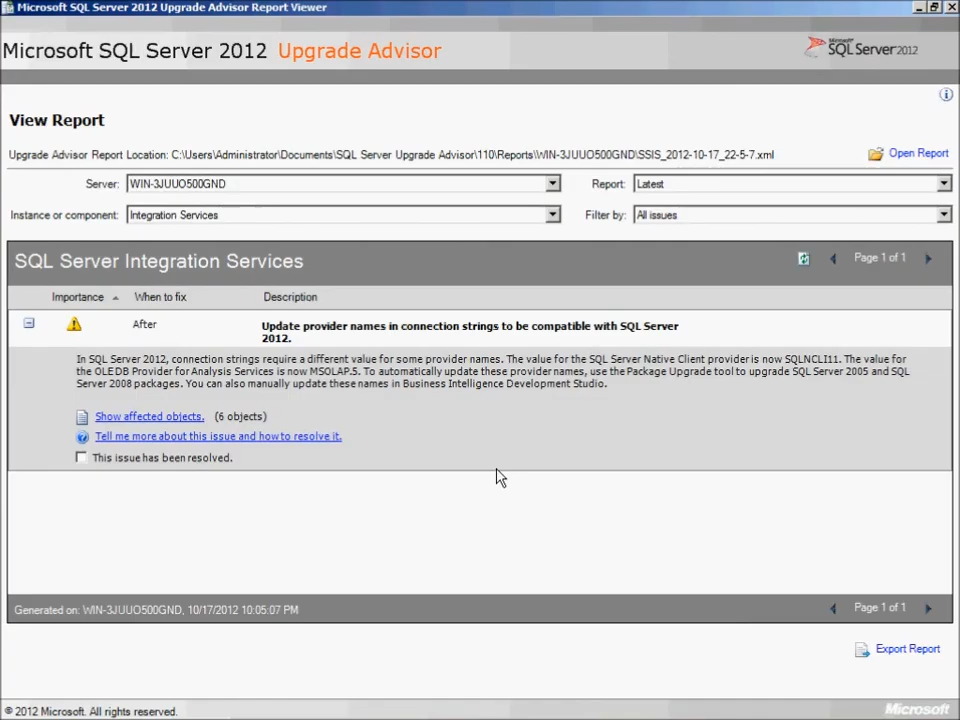 Microsoft SQL Server 2012 Upgrade Advisor Report Viewer
Microsoft SQL Server 2012 Upgrade Advisor
Microsoft SQL Server 2012
View Report
Upgrade Advisor Report Location: C:\Users\Administrator\Documents\SQL Server Upgrade Advisor\110\Reports\\WIN-3JUUO500GND\SSIS_2012-10-17_22-5-7.xml
Open Report
Server: WIN-3JUUO500GND Report: Latest
Instance or component: Integration Services Filter by: All issues
SQL Server Integration Services Page 1 of 1
Importance When to fix Description
After Update provider names in connection strings to be compatible with SQL Server
2012.
In SQL Server 2012, connection strings require a different value for some provider names. The value for the SQL Server Native Client provider is now SQLNCLI11. The value for
the OLEDB Provider for Analysis Services is now MSOLAP.5. To automatically update these provider names, use the Package Upgrade tool to upgrade SQL Server 2005 and SQL
Server 2008 packages. You can also manually update these names in Business Intelligence Development Studio.
Show affected objects. (6 objects)
Tell me more about this issue and how to resolve it.
This issue has been resolved.
Generated on: WIN-3JUUO500GND, 10/17/2012 10:05:07 PM Page 1 of 1
Export Report
© 2012 Microsoft. All rights reserved. Microsoft